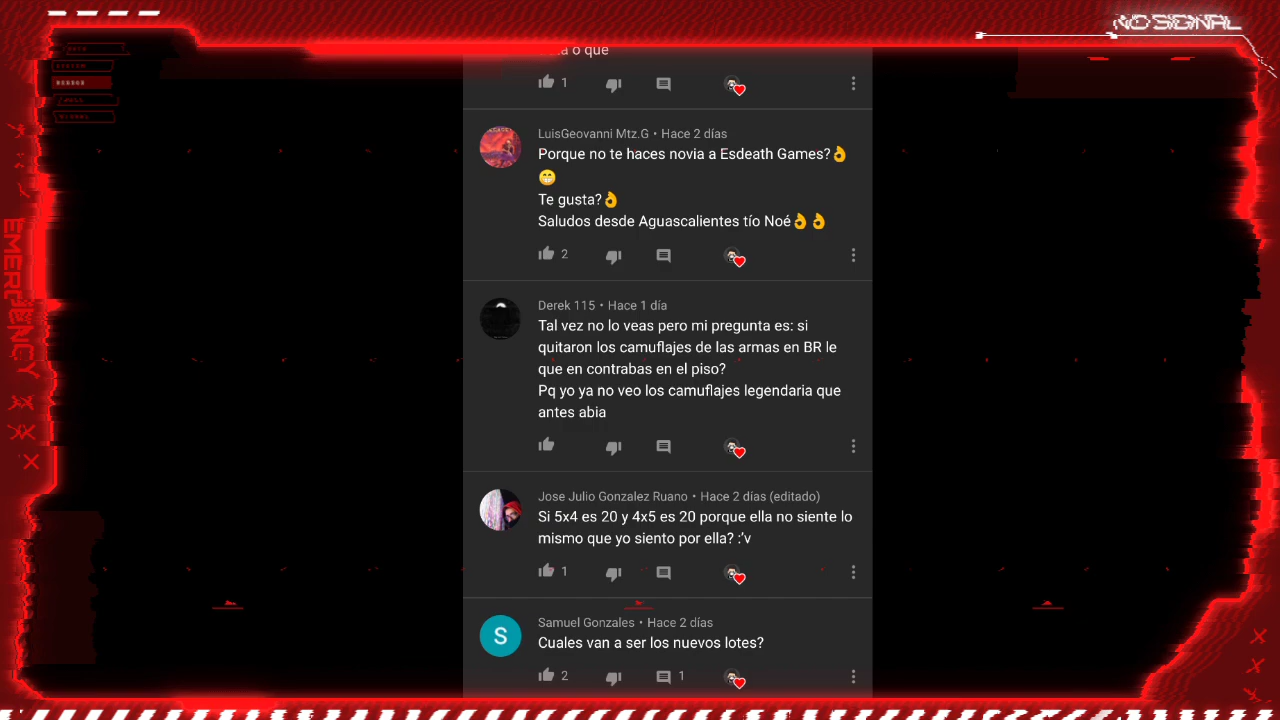 NO SIGNAL
EMERGENCY
a o que
1
LuisGeovanni Mtz.G • Hace 2 días
Porque no te haces novia a Esdeath Games?👌
😁
Te gusta?👌
Saludos desde Aguascalientes tío Noé👌👌
2
Derek 115 • Hace 1 día
Tal vez no lo veas pero mi pregunta es: si
quitaron los camuflajes de las armas en BR le
que en contrabas en el piso?
Pq yo ya no veo los camuflajes legendaria que
antes abia
Jose Julio Gonzalez Ruano • Hace 2 días (editado)
Si 5x4 es 20 y 4x5 es 20 porque ella no siente lo
mismo que yo siento por ella? :'v
1
S
Samuel Gonzales • Hace 2 días
Cuales van a ser los nuevos lotes?
2
1